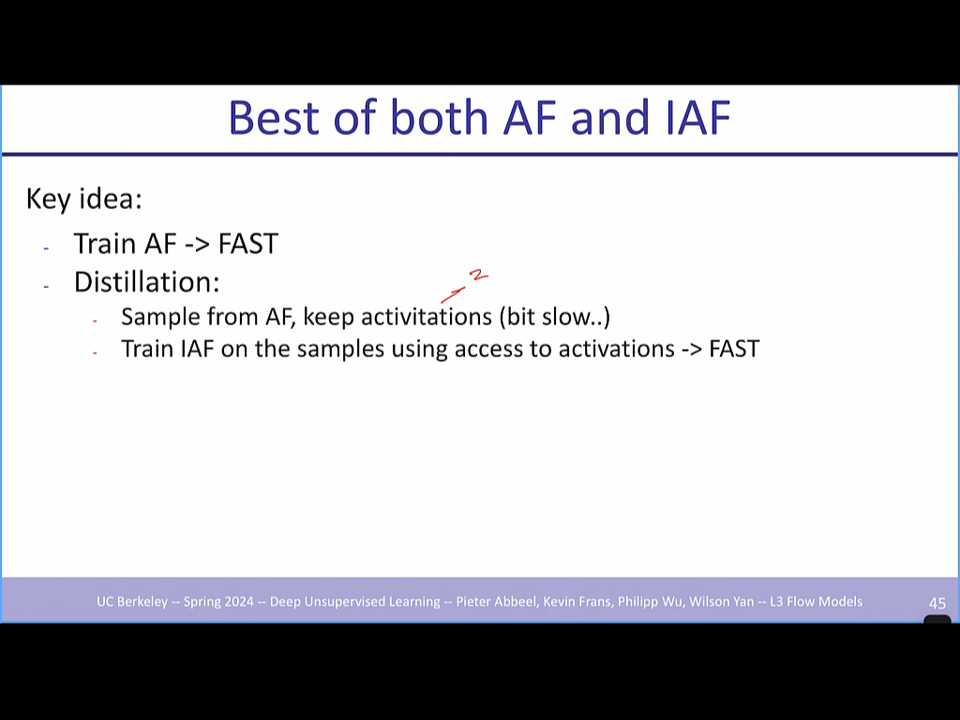 Best of both AF and IAF
Key idea:
- Train AF -> FAST
- Distillation:
- Sample from AF, keep activitations (bit slow..)
- Train IAF on the samples using access to activations -> FAST
UC Berkeley -- Spring 2024 -- Deep Unsupervised Learning -- Pieter Abbeel, Kevin Frans, Philipp Wu, Wilson Yan -- L3 Flow Models
45